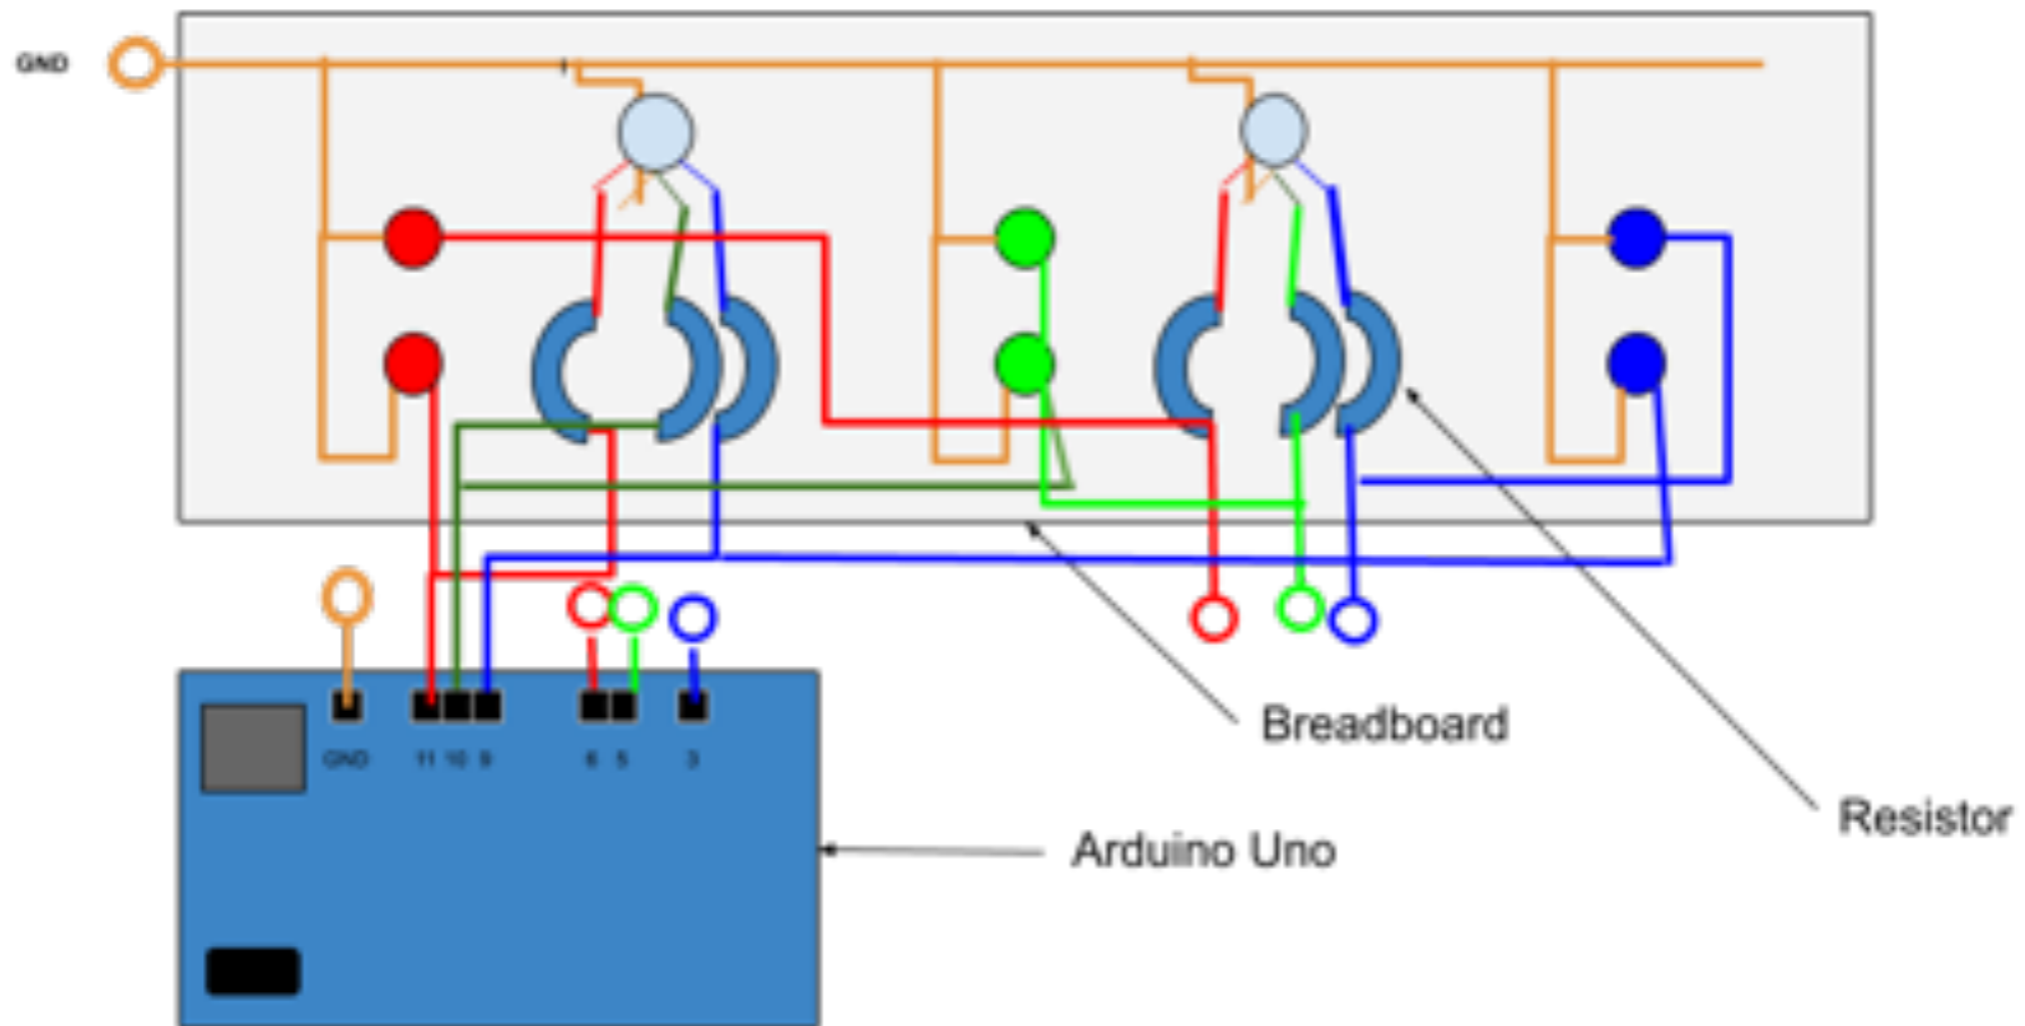 GND
GND 11 10 9 6 5 3
Breadboard
Resistor
Arduino Uno